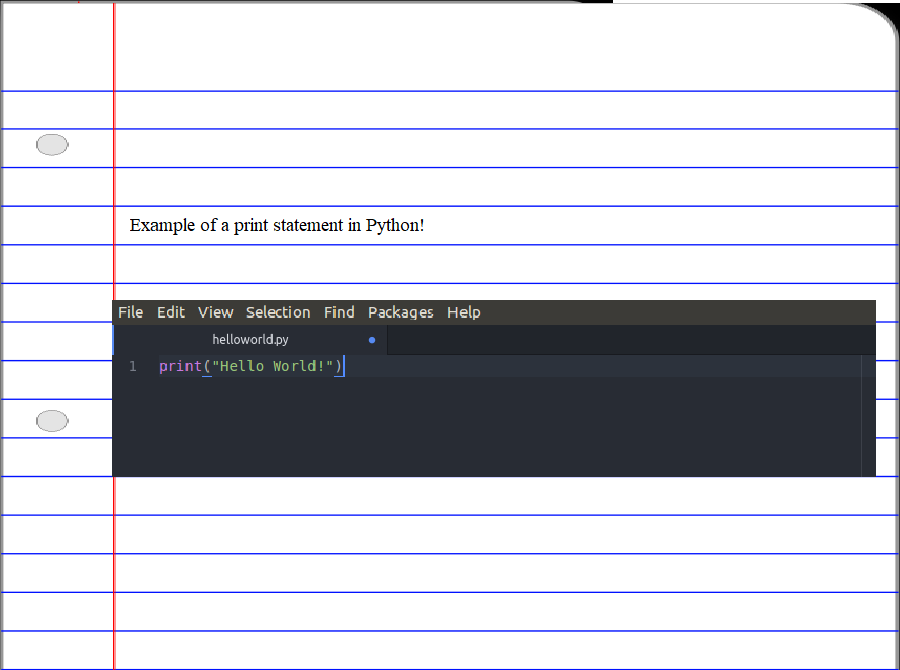 Example of a print statement in Python!
File Edit View Selection Find Packages Help
helloworld.py
1 print("Hello World!")